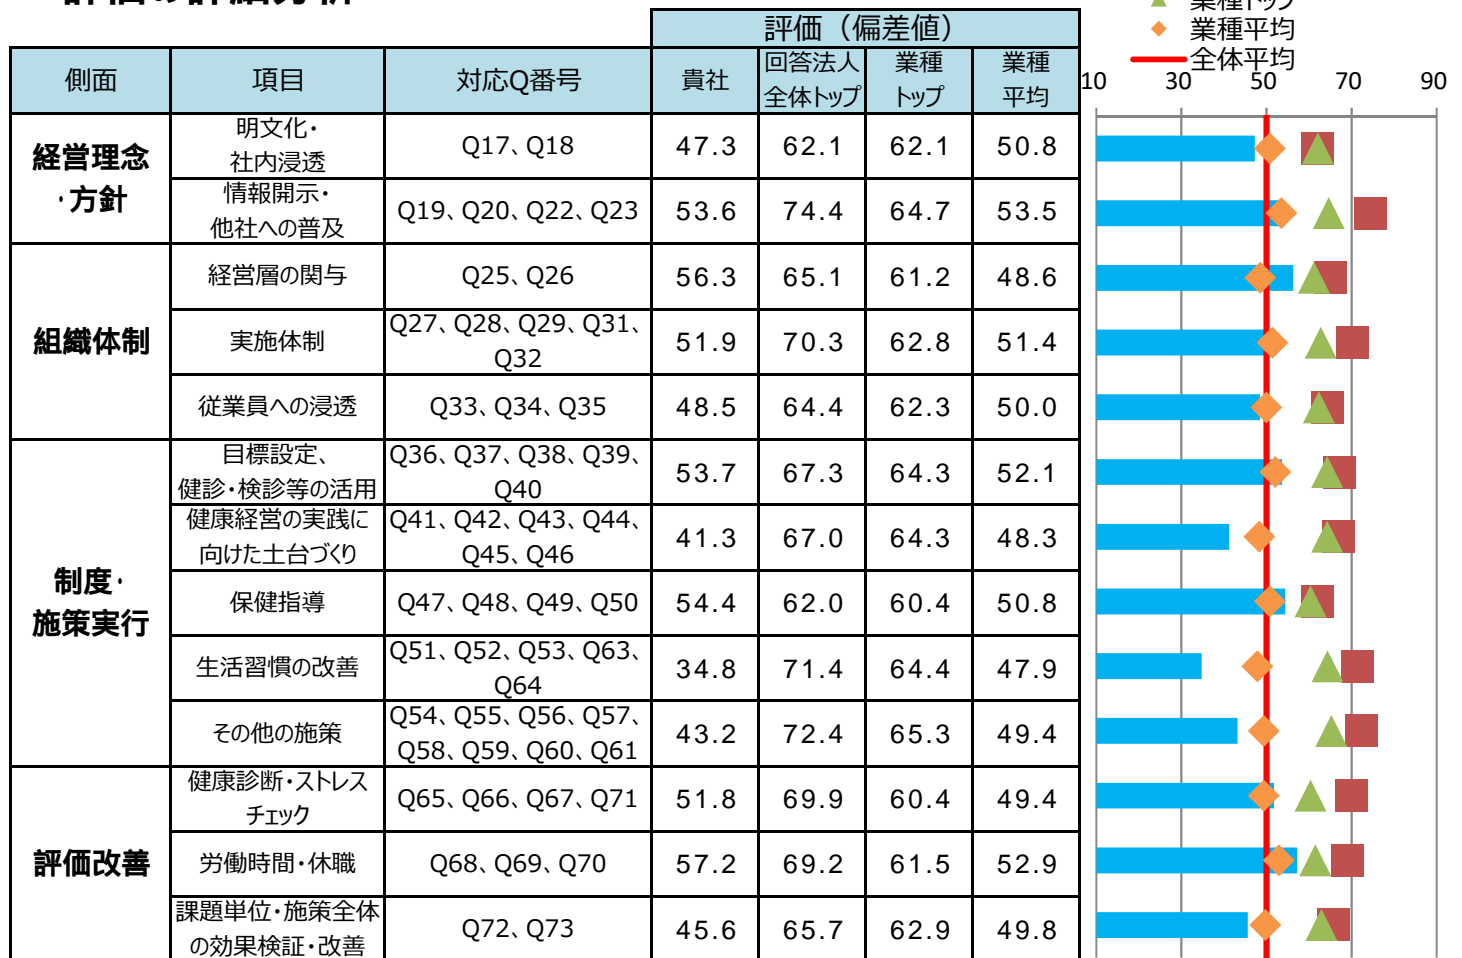 評価の詳細分析
業種トップ
業種平均
全体平均
評価（偏差値）
側面 項目 対応Q番号 貴社 回答法人 業種 業種
全体トップ トップ 平均
10 30 50 70 90
経営理念
・方針
明文化・
社内浸透
Q17、Q18 47.3 62.1 62.1 50.8
情報開示・
他社への普及
Q19、Q20、Q22、Q23 53.6 74.4 64.7 53.5
組織体制
経営層の関与 Q25、Q26 56.3 65.1 61.2 48.6
実施体制
Q27、Q28、Q29、Q31、
Q32
51.9 70.3 62.8 51.4
従業員への浸透 Q33、Q34、Q35 48.5 64.4 62.3 50.0
制度・
施策実行
目標設定、
健診・検診等の活用
Q36、Q37、Q38、Q39、
Q40
53.7 67.3 64.3 52.1
健康経営の実践に
向けた土台づくり
Q41、Q42、Q43、Q44、
Q45、Q46
41.3 67.0 64.3 48.3
保健指導 Q47、Q48、Q49、Q50 54.4 62.0 60.4 50.8
生活習慣の改善
Q51、Q52、Q53、Q63、
Q64
34.8 71.4 64.4 47.9
その他の施策
Q54、Q55、Q56、Q57、
Q58、Q59、Q60、Q61
43.2 72.4 65.3 49.4
評価改善
健康診断・ストレス
チェック
Q65、Q66、Q67、Q71 51.8 69.9 60.4 49.4
労働時間・休職 Q68、Q69、Q70 57.2 69.2 61.5 52.9
課題単位・施策全体
の効果検証・改善
Q72、Q73 45.6 65.7 62.9 49.8